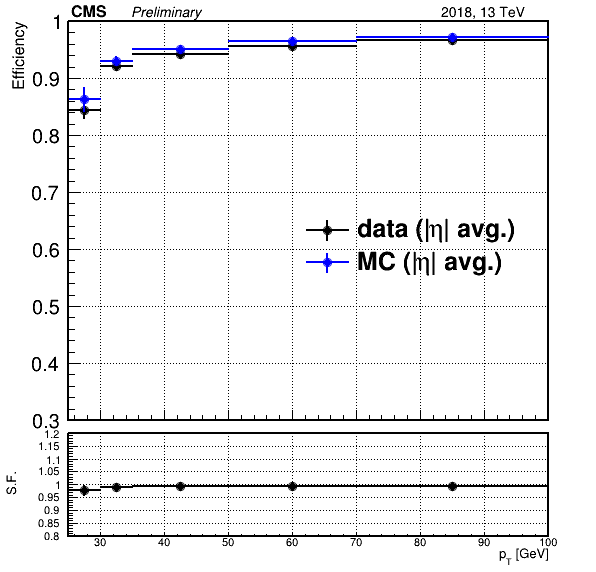 CMS Preliminary 2018, 13 TeV
Efficiency
1
0.9
0.8
0.7
0.6
0.5
0.4
0.3
data (|η| avg.)
MC (|η| avg.)
S.F.
1.2
1.15
1.1
1.05
1
0.95
0.9
0.85
0.8
30 40 50 60 70 80 90 100
p_T [GeV]